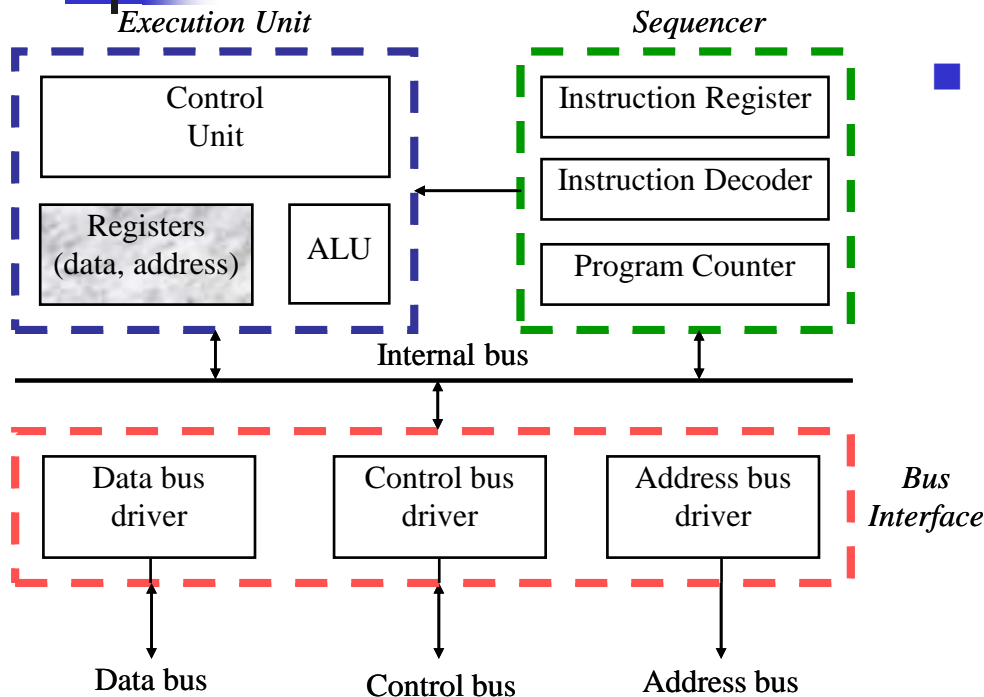 Execution Unit
Sequencer
Control
Unit
Registers
(data, address)
ALU
Instruction Register
Instruction Decoder
Program Counter
Internal bus
Data bus
driver
Control bus
driver
Address bus
driver
Bus
Interface
Data bus
Control bus
Address bus